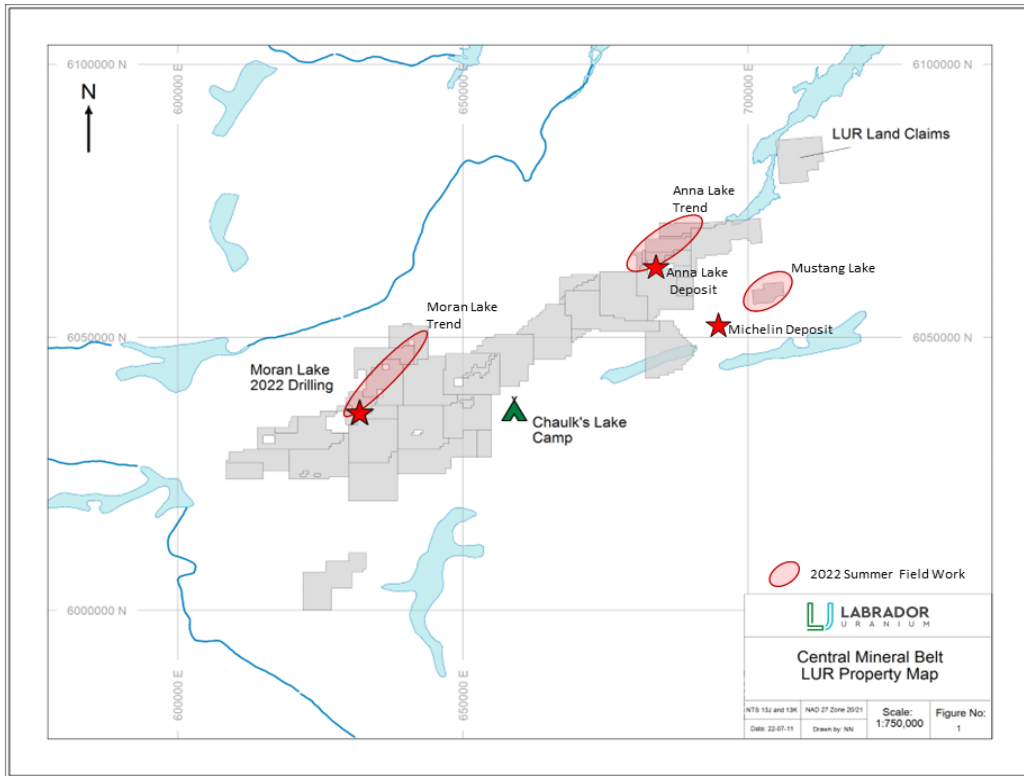 600000 E
650000 E
700000 E
6100000 N
6100000 N
N
LUR Land Claims
Anna Lake
Trend
Mustang Lake
Anna Lake
Deposit
Moran Lake
Trend
Michelin Deposit
6050000 N
6050000 N
Moran Lake
2022 Drilling
Chaulk's Lake
Camp
2022 Summer Field Work
6000000 N
LABRADOR
URANIUM
Central Mineral Belt
LUR Property Map
600000 E
650000 E
NTS 13J and 13K
NAD 27 Zone 20/21
Scale:
1:750,000
Figure No:
1
Date: 22-07-11
Drawn by: NN